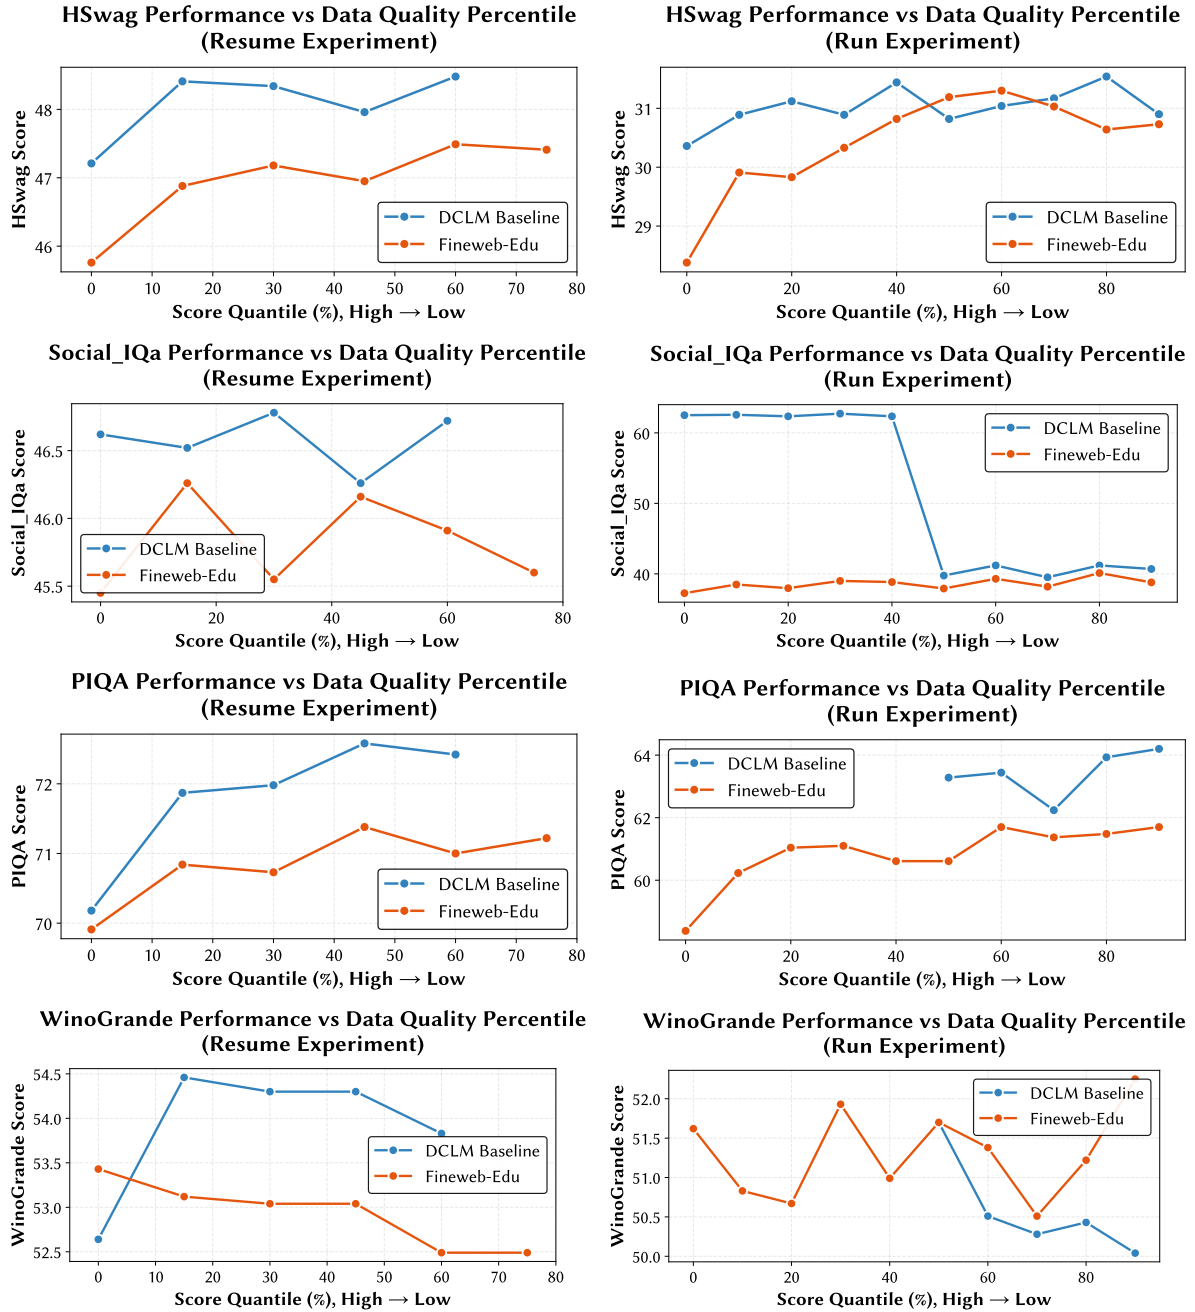 HSwag Performance vs Data Quality Percentile
(Resume Experiment)
HSwag Score
48
47
46
DCLM Baseline
Fineweb-Edu
0 10 20 30 40 50 60 70 80
Score Quantile (%), High → Low
HSwag Performance vs Data Quality Percentile
(Run Experiment)
HSwag Score
31
30
29
DCLM Baseline
Fineweb-Edu
0 20 40 60 80
Score Quantile (%), High → Low
Social_IQa Performance vs Data Quality Percentile
(Resume Experiment)
Social_IQa Score
46.5
46.0
45.5
DCLM Baseline
Fineweb-Edu
0 20 40 60 80
Score Quantile (%), High → Low
Social_IQa Performance vs Data Quality Percentile
(Run Experiment)
Social_IQa Score
60
50
40
DCLM Baseline
Fineweb-Edu
0 20 40 60 80
Score Quantile (%), High → Low
PIQA Performance vs Data Quality Percentile
(Resume Experiment)
PIQA Score
72
71
70
DCLM Baseline
Fineweb-Edu
0 10 20 30 40 50 60 70 80
Score Quantile (%), High → Low
PIQA Performance vs Data Quality Percentile
(Run Experiment)
PIQA Score
64
62
60
DCLM Baseline
Fineweb-Edu
0 20 40 60 80
Score Quantile (%), High → Low
WinoGrande Performance vs Data Quality Percentile
(Resume Experiment)
WinoGrande Score
54.5
54.0
53.5
53.0
52.5
DCLM Baseline
Fineweb-Edu
0 10 20 30 40 50 60 70 80
Score Quantile (%), High → Low
WinoGrande Performance vs Data Quality Percentile
(Run Experiment)
WinoGrande Score
52.0
51.5
51.0
50.5
50.0
DCLM Baseline
Fineweb-Edu
0 20 40 60 80
Score Quantile (%), High → Low